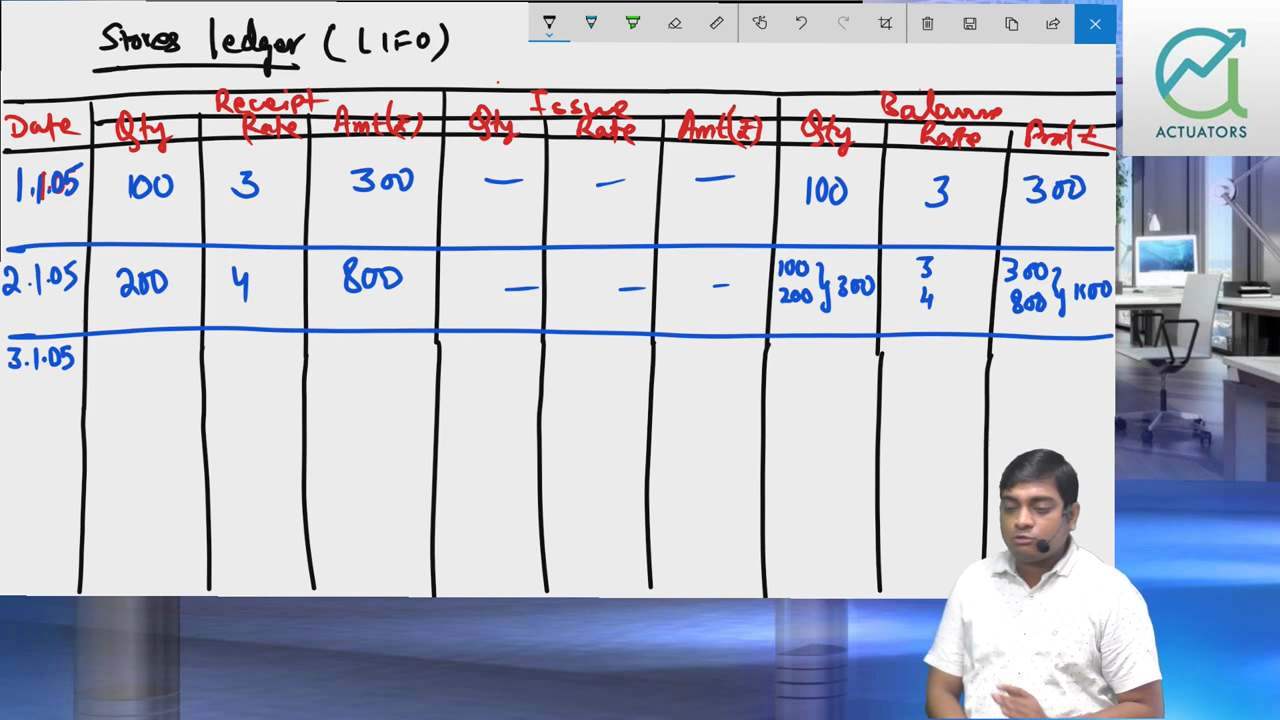 Stores ledger (LIFO)
Receipt Issue Balance
Date Qty Rate Amt(₹) Qty Rate Amt(₹) Qty Rate Amt ₹
1.1.05 100 3 300 — — — 100 3 300
2.1.05 200 4 800 — — — 100 200 } 300 3 4 300 800 } 1100
3.1.05
ACTUATORS